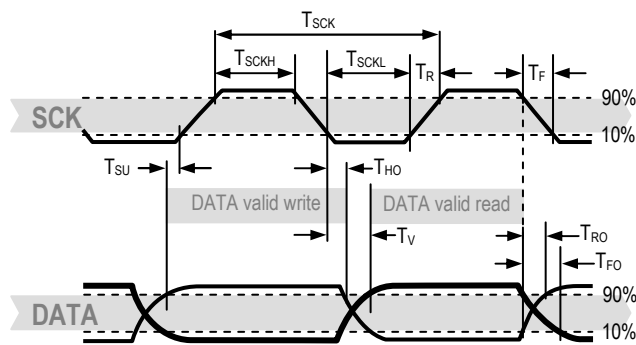 TSCK
TSCKH TSCKL TR TF
90%
SCK
10%
TSU THO
DATA valid write DATA valid read
TV TRO
TFO
90%
DATA
10%